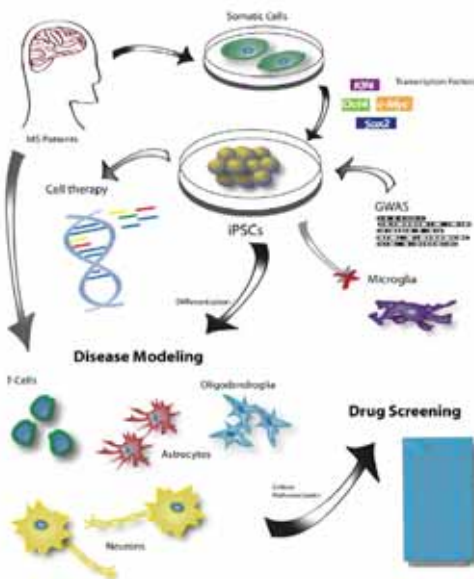 Somatic Cells
MS Patients
Klf4
Transcription Factors
Oct4
c-Myc
Sox2
Cell therapy
iPSCs
GWAS
Microglia
Differentiation
Disease Modeling
T-Cells
Oligodendroglia
Astrocytes
Drug Screening
Neurons